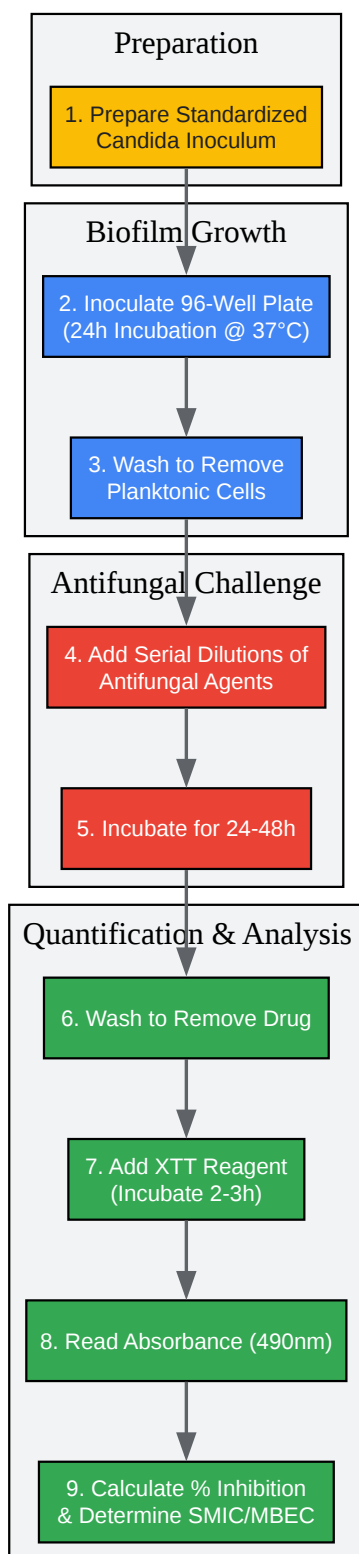 Preparation
1. Prepare Standardized
Candida Inoculum
Biofilm Growth
2. Inoculate 96-Well Plate
(24h Incubation @ 37°C)
3. Wash to Remove
Planktonic Cells
Antifungal Challenge
4. Add Serial Dilutions of
Antifungal Agents
5. Incubate for 24-48h
Quantification & Analysis
6. Wash to Remove Drug
7. Add XTT Reagent
(Incubate 2-3h)
8. Read Absorbance (490nm)
9. Calculate % Inhibition
& Determine SMIC/MBEC